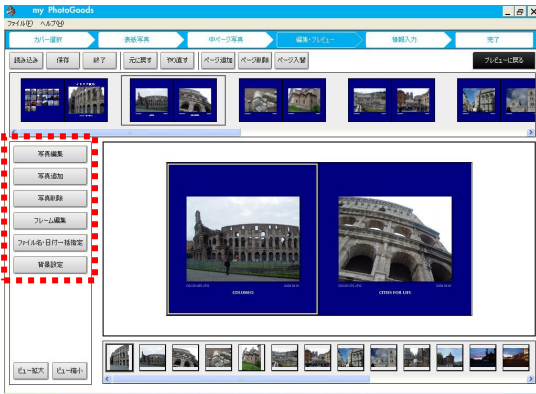 my PhotoGoods
ファイル(F) ヘルプ(H)
カバー選択 表紙写真 中ページ写真 編集・プレビュー 情報入力 完了
読み込み 保存 終了 元に戻す やり直す ページ追加 ページ削除 ページ入替 プレビューに戻る
写真編集
写真追加
写真削除
フレーム編集
ファイル名・日付一括指定
背景設定
COLOSSEO CITIES FOR LIFE
ビュー拡大 ビュー縮小